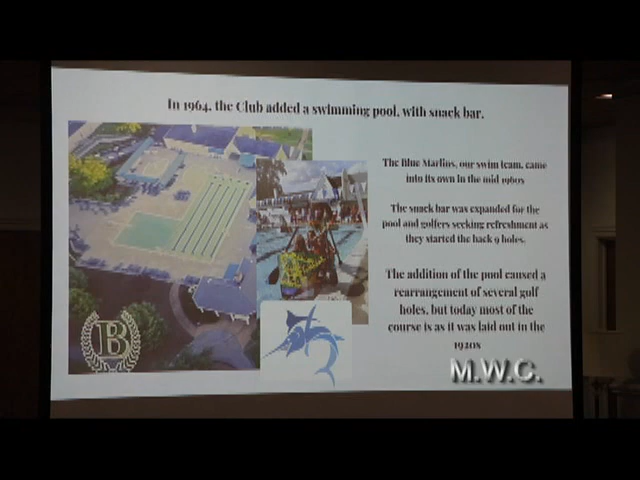 In 1964, the Club added a swimming pool, with snack bar.
The Blue Marlins, our swim team, came
into its own in the mid 1960s
The snack bar was expanded for the
pool and golfers seeking refreshment as
they started the back 9 holes.
The addition of the pool caused a
rearrangement of several golf
holes, but today most of the
course is as it was laid out in the
1920s
B
M.W.C.